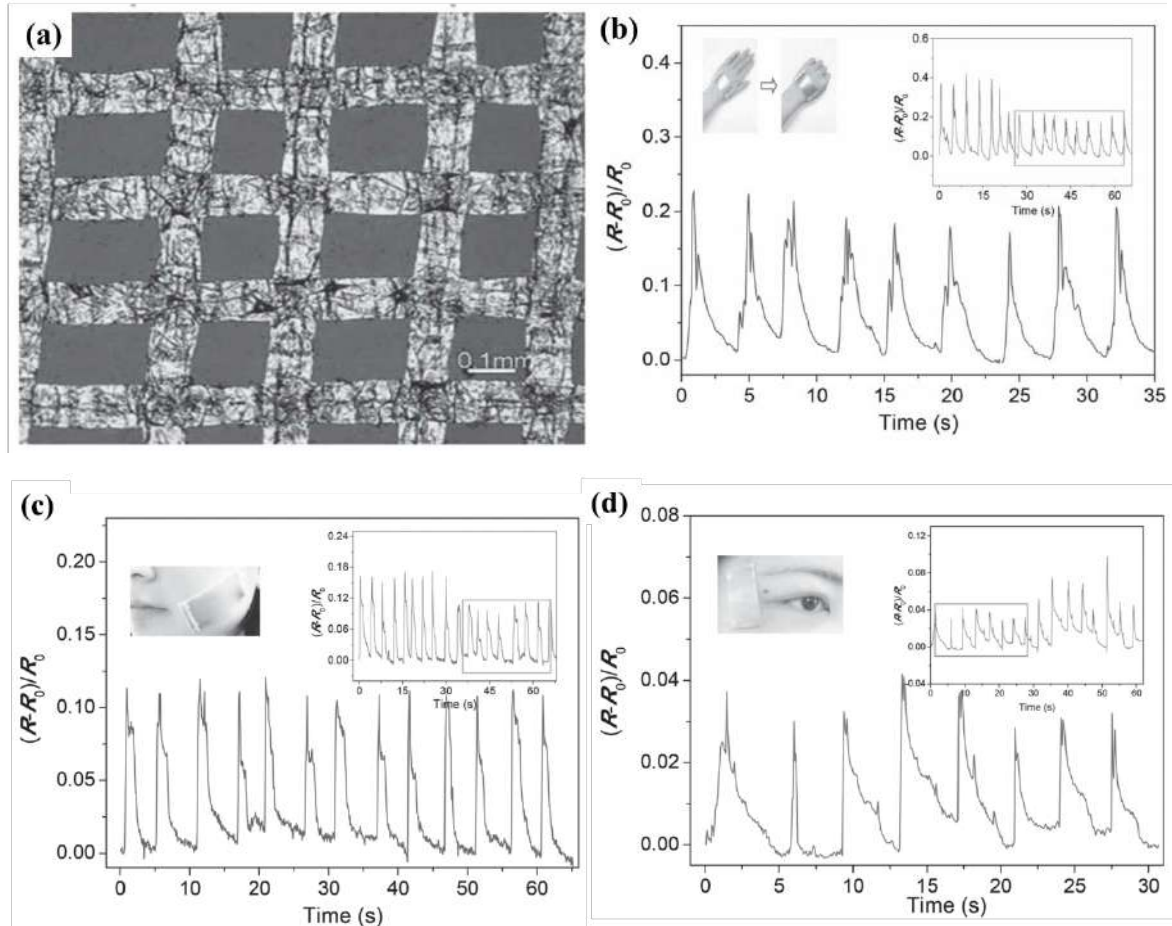 (a)
0.1mm
(b)
(R-R0)/R0
0.4
0.3
0.2
0.1
0.0
0 5 10 15 20 25 30 35
Time (s)
(R-R0)/R0
0.6
0.4
0.2
0.0
0 15 30 45 60
Time (s)
(c)
(R-R0)/R0
0.20
0.15
0.10
0.05
0.00
0 10 20 30 40 50 60
Time (s)
(R-R0)/R0
0.24
0.18
0.12
0.06
0.00
0 15 30 45 60
Time (s)
(d)
(R-R0)/R0
0.08
0.06
0.04
0.02
0.00
0 5 10 15 20 25 30
Time (s)
(R-R0)/R0
0.12
0.08
0.04
0.00
-0.04
0 10 20 30 40 50 60
Time (s)